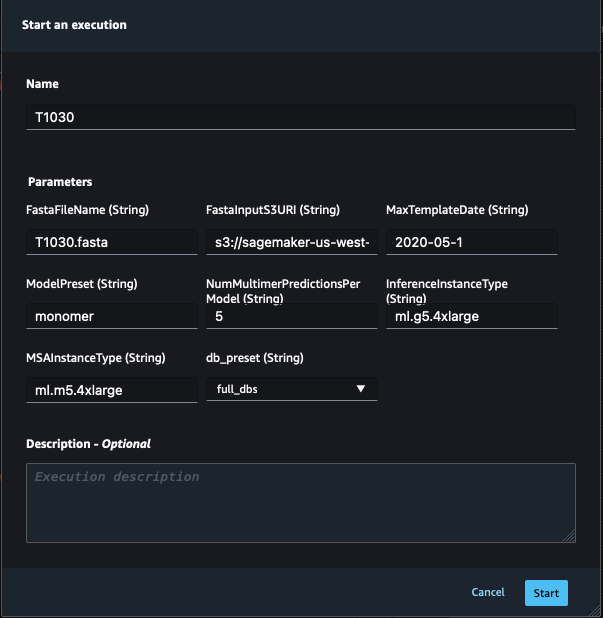 Start an execution
Name
T1030
Parameters
FastaFileName (String) FastaInputS3URI (String) MaxTemplateDate (String)
T1030.fasta s3://sagemaker-us-west- 2020-05-1
ModelPreset (String) NumMultimerPredictionsPer InferenceInstanceType
Model (String) (String)
monomer 5 ml.g5.4xlarge
MSAInstanceType (String) db_preset (String)
ml.m5.4xlarge full_dbs
Description - Optional
Execution description
Cancel Start